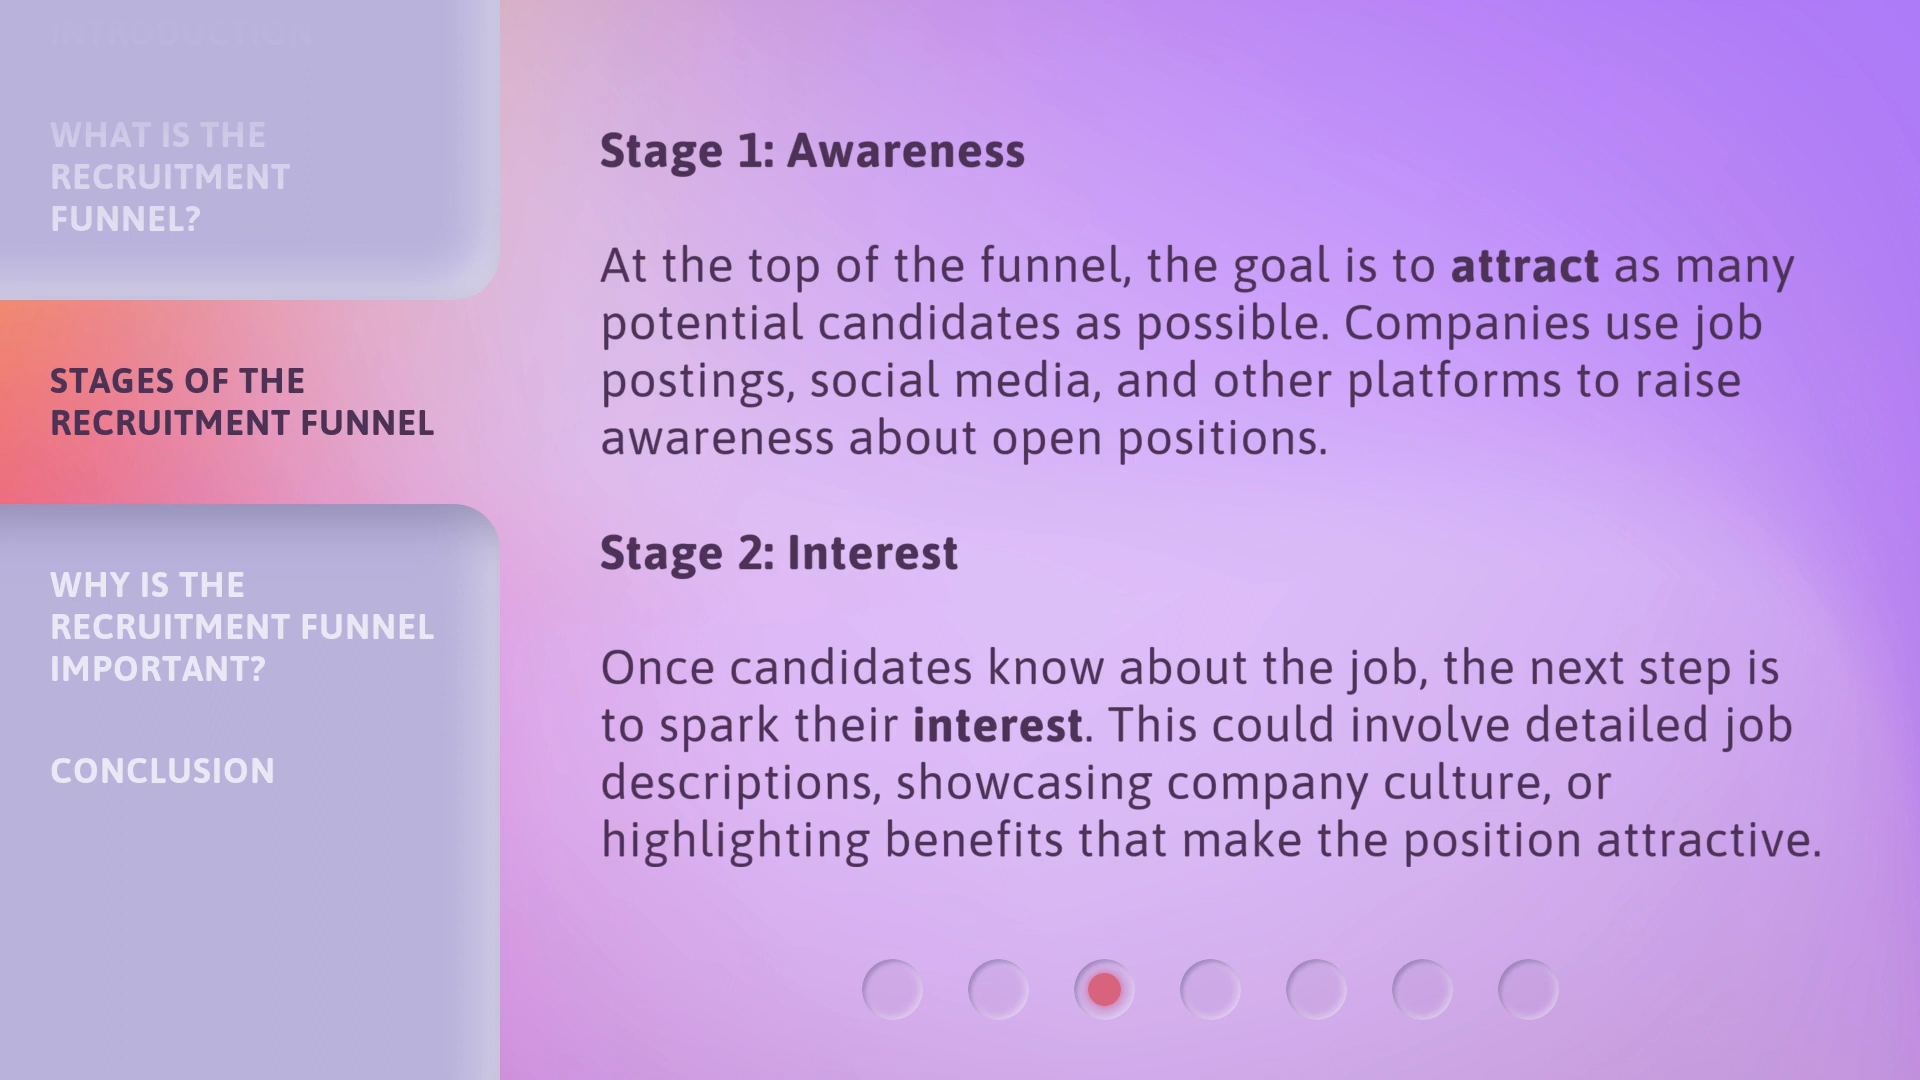 INTRODUCTION
WHAT IS THE
RECRUITMENT
FUNNEL?
STAGES OF THE
RECRUITMENT FUNNEL
WHY IS THE
RECRUITMENT FUNNEL
IMPORTANT?
CONCLUSION
Stage 1: Awareness
At the top of the funnel, the goal is to attract as many
potential candidates as possible. Companies use job
postings, social media, and other platforms to raise
awareness about open positions.
Stage 2: Interest
Once candidates know about the job, the next step is
to spark their interest. This could involve detailed job
descriptions, showcasing company culture, or
highlighting benefits that make the position attractive.